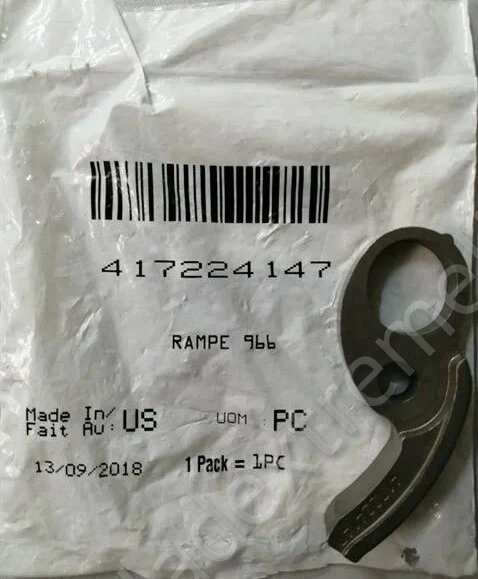 417224147
RAMPE 966
Made In/
Fait Au: US UOM : PC
13/09/2018 1 Pack = 1PC